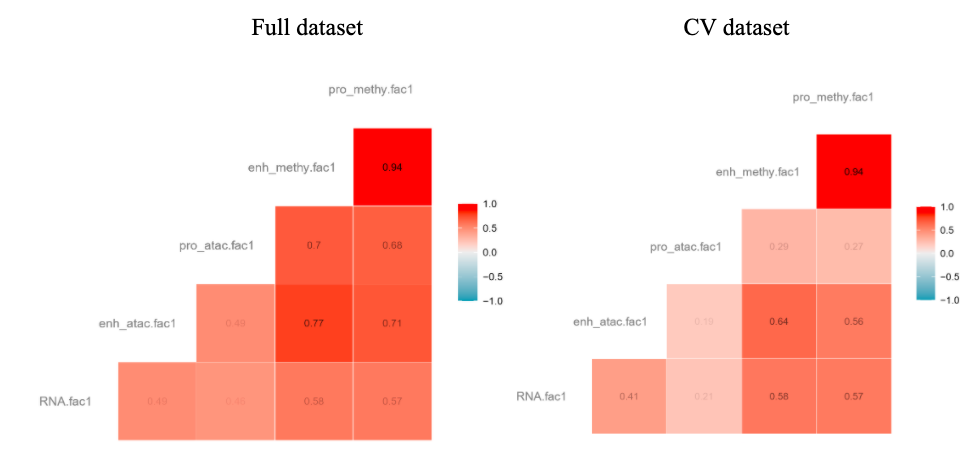 Full dataset
CV dataset
pro_methy.fac1
enh_methy.fac1
0.94
pro_atac.fac1
0.7
0.68
enh_atac.fac1
0.49
0.77
0.71
RNA.fac1
0.49
0.58
0.57
1.0
0.5
0.0
−0.5
−1.0
pro_methy.fac1
enh_methy.fac1
0.94
pro_atac.fac1
0.29
0.27
enh_atac.fac1
0.19
0.64
0.56
RNA.fac1
0.41
0.21
0.58
0.57
1.0
0.5
0.0
−0.5
−1.0